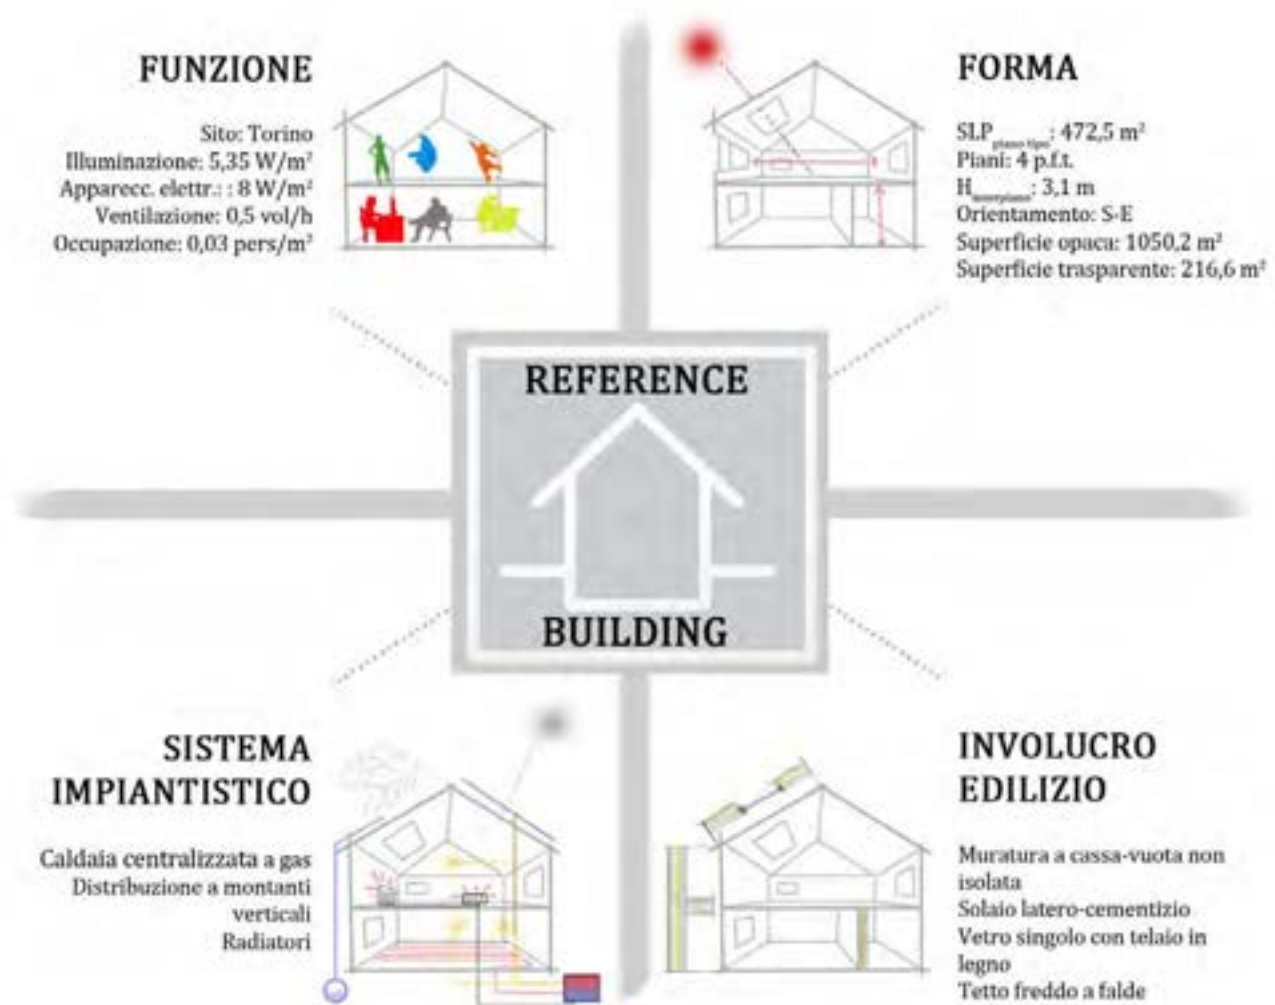 FUNZIONE
Sito: Torino
Illuminazione: 5,35 W/m²
Apparecc. elettr.: : 8 W/m²
Ventilazione: 0,5 vol/h
Occupazione: 0,03 pers/m²
FORMA
SLP piano tipo: 472,5 m²
Piani: 4 p.f.t.
H interpiano: 3,1 m
Orientamento: S-E
Superficie opaca: 1050,2 m²
Superficie trasparente: 216,6 m²
REFERENCE
BUILDING
SISTEMA
IMPIANTISTICO
Caldaia centralizzata a gas
Distribuzione a montanti
verticali
Radiatori
INVOLUCRO
EDILIZIO
Muratura a cassa-vuota non
isolata
Solaio latero-cementizio
Vetro singolo con telaio in
legno
Tetto freddo a falde